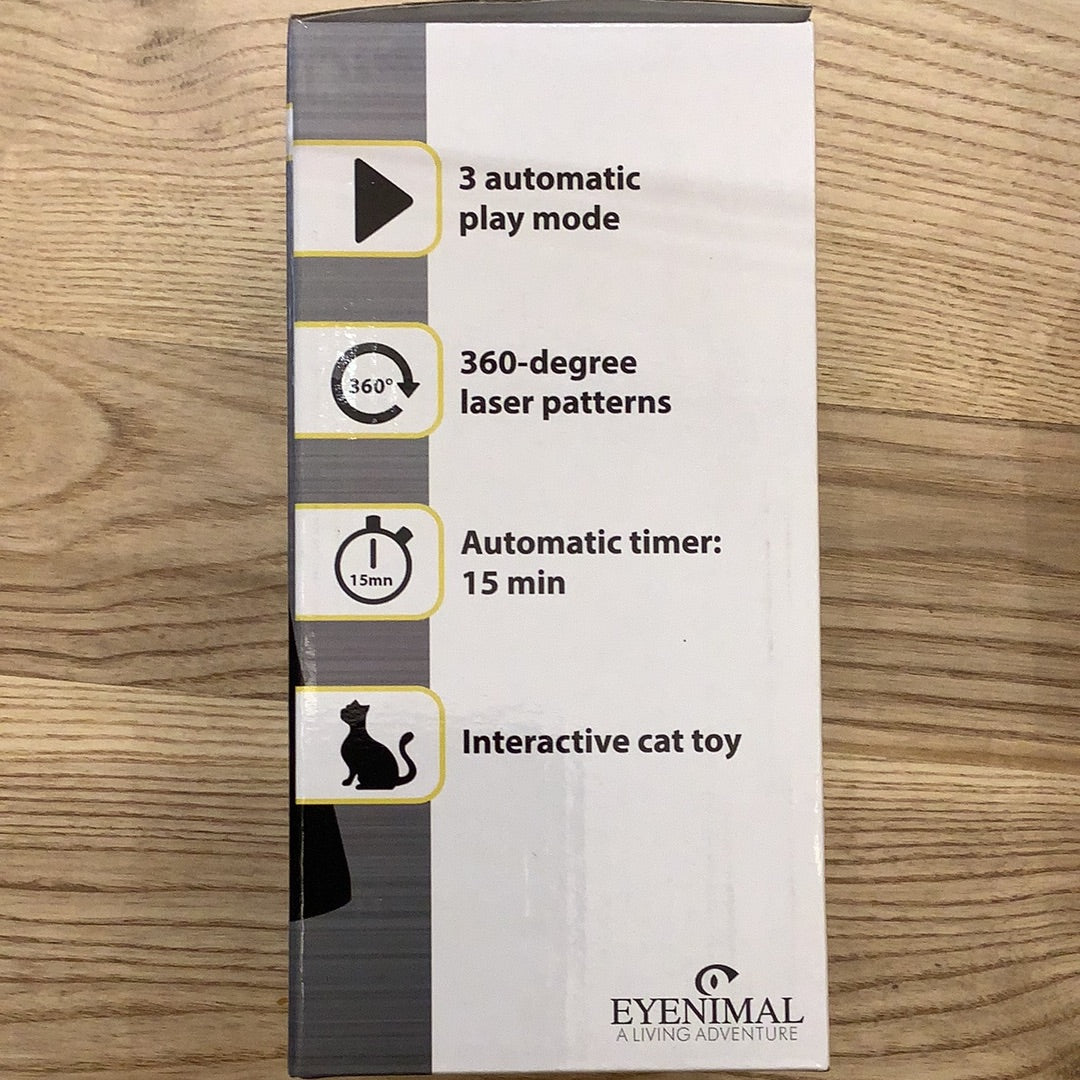 3 automatic
play mode
360°
360-degree
laser patterns
15mn
Automatic timer:
15 min
Interactive cat toy
EYENIMAL
A LIVING ADVENTURE